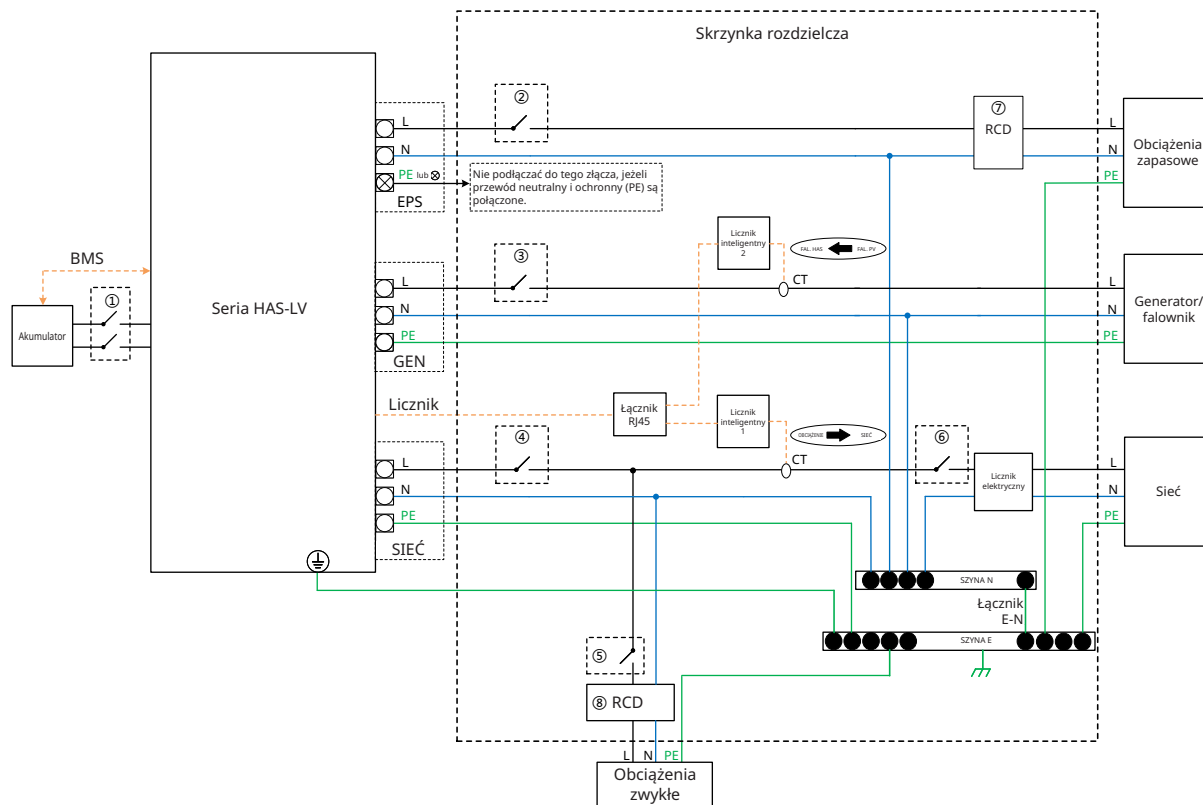 Skrzynka rozdzielcza
②
⑦
RCD
L
L
Obciążenia
zapasowe
N
N
PE lub ⊗
Nie podłączać do tego złącza, jeżeli
przewód neutralny i ochronny (PE) są
połączone.
PE
EPS
Licznik
inteligentny
2
FAL. HAS
FAL. PV
BMS
③
CT
L
L
①
Seria HAS-LV
Generator/
falownik
N
N
Akumulator
PE
PE
GEN
Licznik
Łącznik
RJ45
Licznik
inteligentny
1
OBCIĄŻENIE
SIEĆ
④
⑥
CT
L
L
Licznik
elektryczny
N
N
Sieć
PE
PE
SIEĆ
SZYNA N
Łącznik
E-N
SZYNA E
⑤
⑧ RCD
L
N
PE
Obciążenia
zwykłe